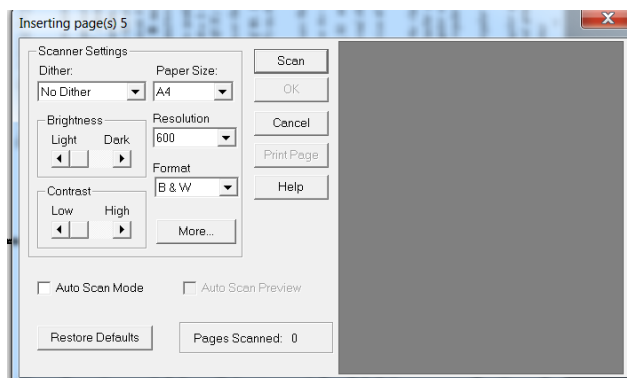 Inserting page(s) 5
Scanner Settings
Dither:
No Dither
Paper Size:
A4
Brightness
Light Dark
Resolution
600
Format
B & W
Contrast
Low High
More...
Scan
OK
Cancel
Print Page
Help
Auto Scan Mode
Auto Scan Preview
Restore Defaults
Pages Scanned: 0